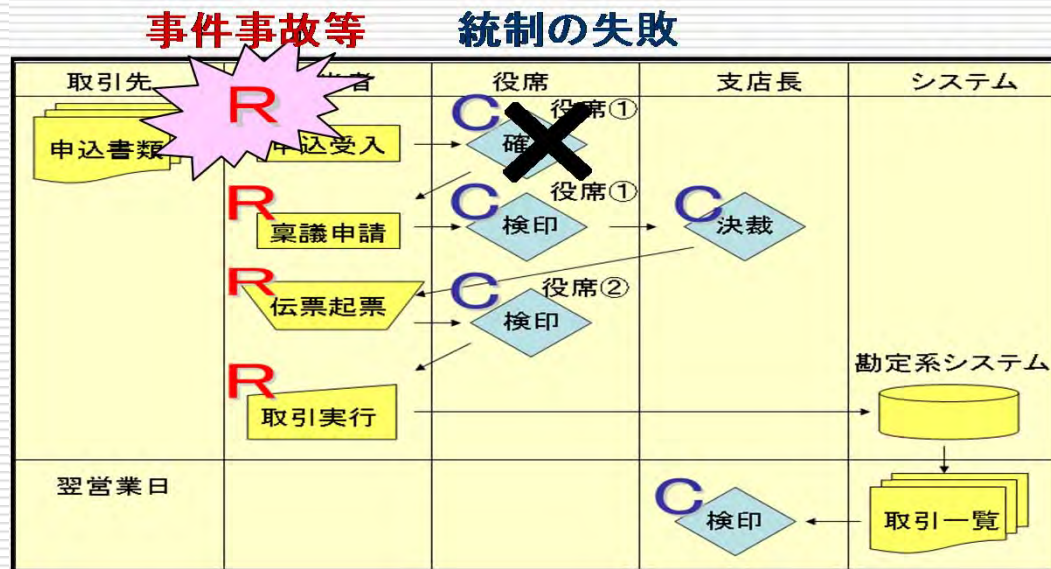 事件事故等 統制の失敗
取引先 者 役席 支店長 システム
R
申込書類
申込受入
C 役席①
確
R 稟議申請
C 役席①
検印
C 決裁
R 伝票起票
C 役席②
検印
R 取引実行
勘定系システム
翌営業日
C 検印
取引一覧